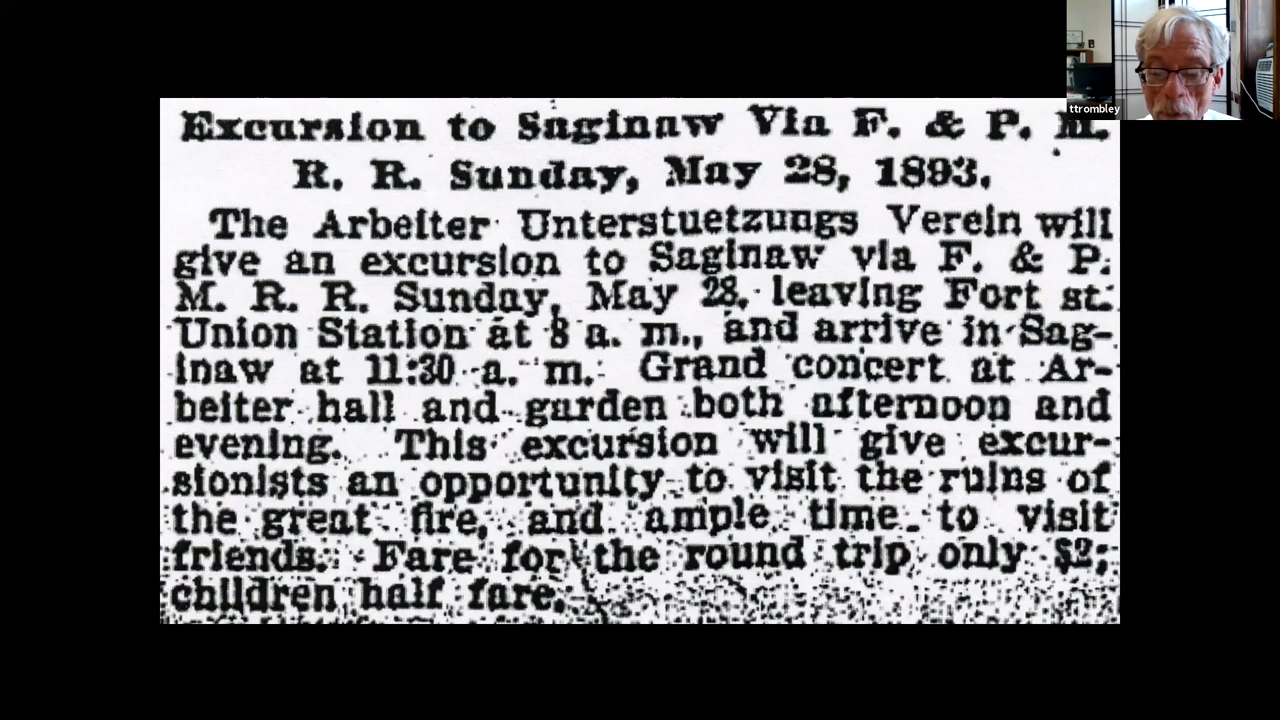 ttrombley
Excursion to Saginaw Via F. & P. M.
R. R. Sunday, May 28, 1893.
The Arbeiter Unterstuetzungs Verein will
give an excursion to Saginaw via F. & P.
M. R. R. Sunday, May 28, leaving Fort st.
Union Station at 8 a. m., and arrive in Sag-
inaw at 11:30 a. m. Grand concert at Ar-
beiter hall and garden both afternoon and
evening. This excursion will give excur-
sionists an opportunity to visit the ruins of
the great fire, and ample time to visit
friends. Fare for the round trip only $2;
children half fare.